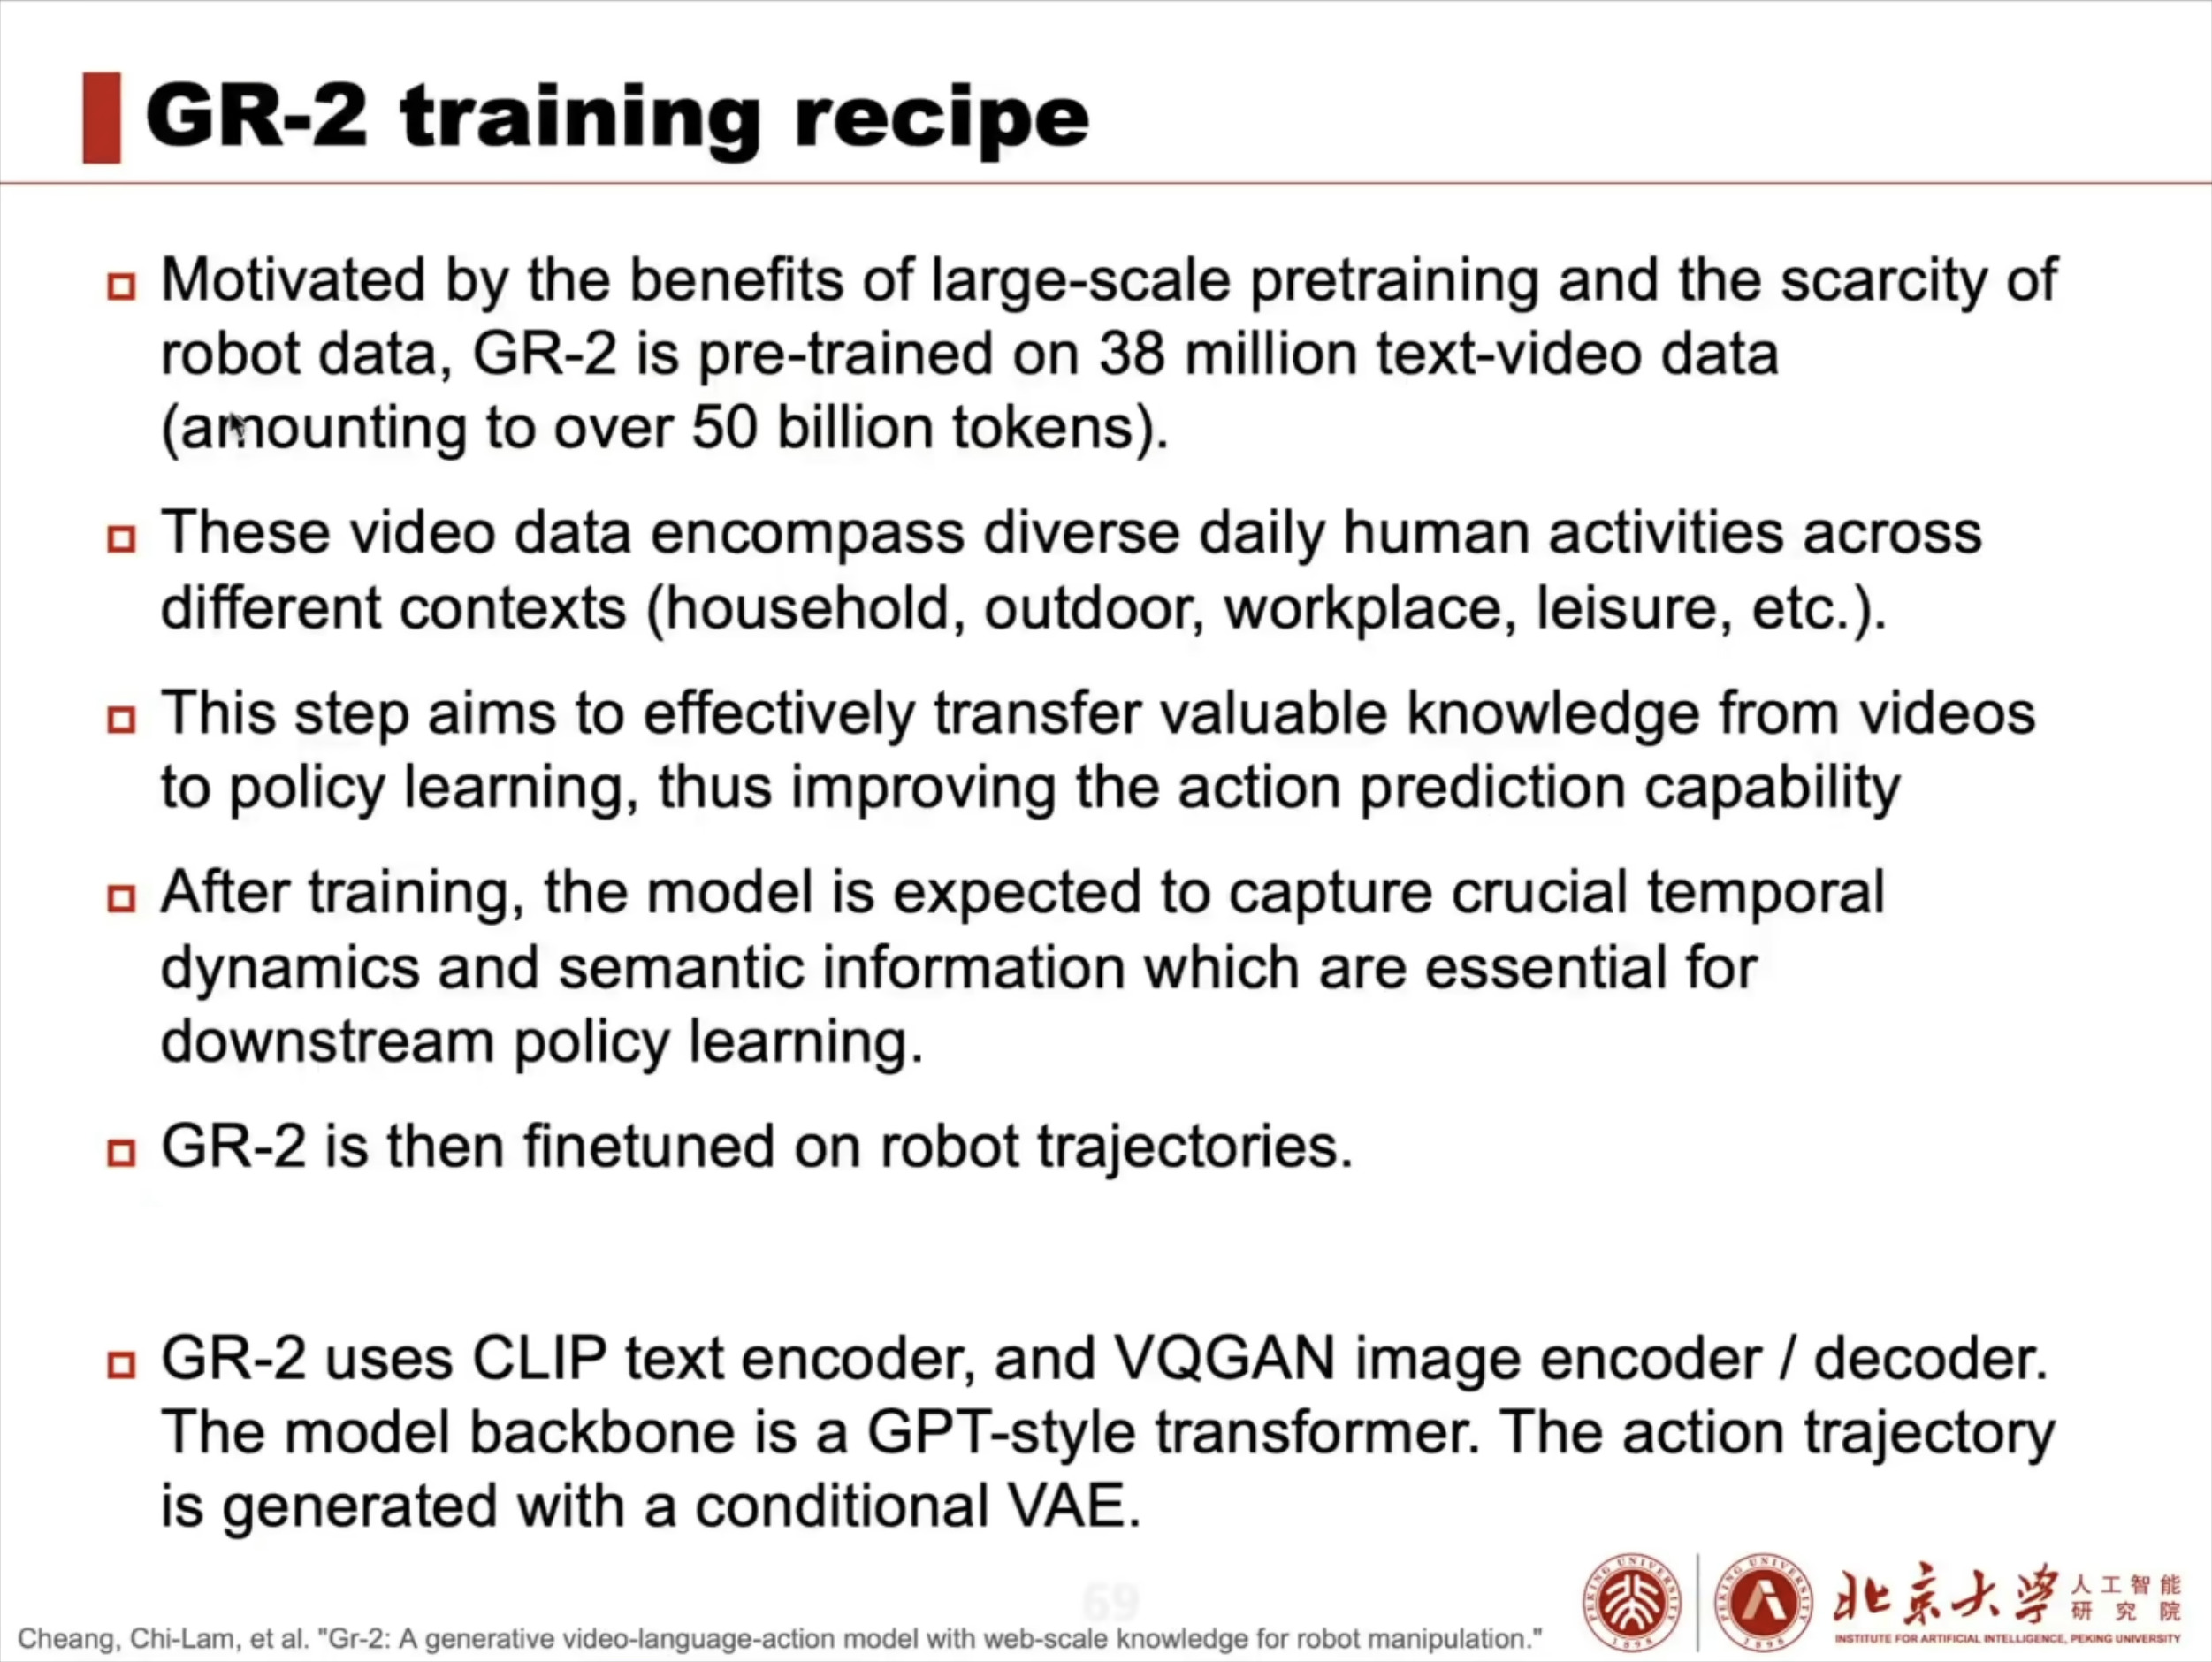 GR-2 training recipe
Motivated by the benefits of large-scale pretraining and the scarcity of
robot data, GR-2 is pre-trained on 38 million text-video data
(amounting to over 50 billion tokens).
These video data encompass diverse daily human activities across
different contexts (household, outdoor, workplace, leisure, etc.).
This step aims to effectively transfer valuable knowledge from videos
to policy learning, thus improving the action prediction capability
After training, the model is expected to capture crucial temporal
dynamics and semantic information which are essential for
downstream policy learning.
GR-2 is then finetuned on robot trajectories.
GR-2 uses CLIP text encoder, and VQGAN image encoder / decoder.
The model backbone is a GPT-style transformer. The action trajectory
is generated with a conditional VAE.
69
Cheang, Chi-Lam, et al. "Gr-2: A generative video-language-action model with web-scale knowledge for robot manipulation."
PEKING UNIVERSITY
1898
PEKING UNIVERSITY
1898
北京大学
人工智能
研究院
INSTITUTE FOR ARTIFICIAL INTELLIGENCE, PEKING UNIVERSITY